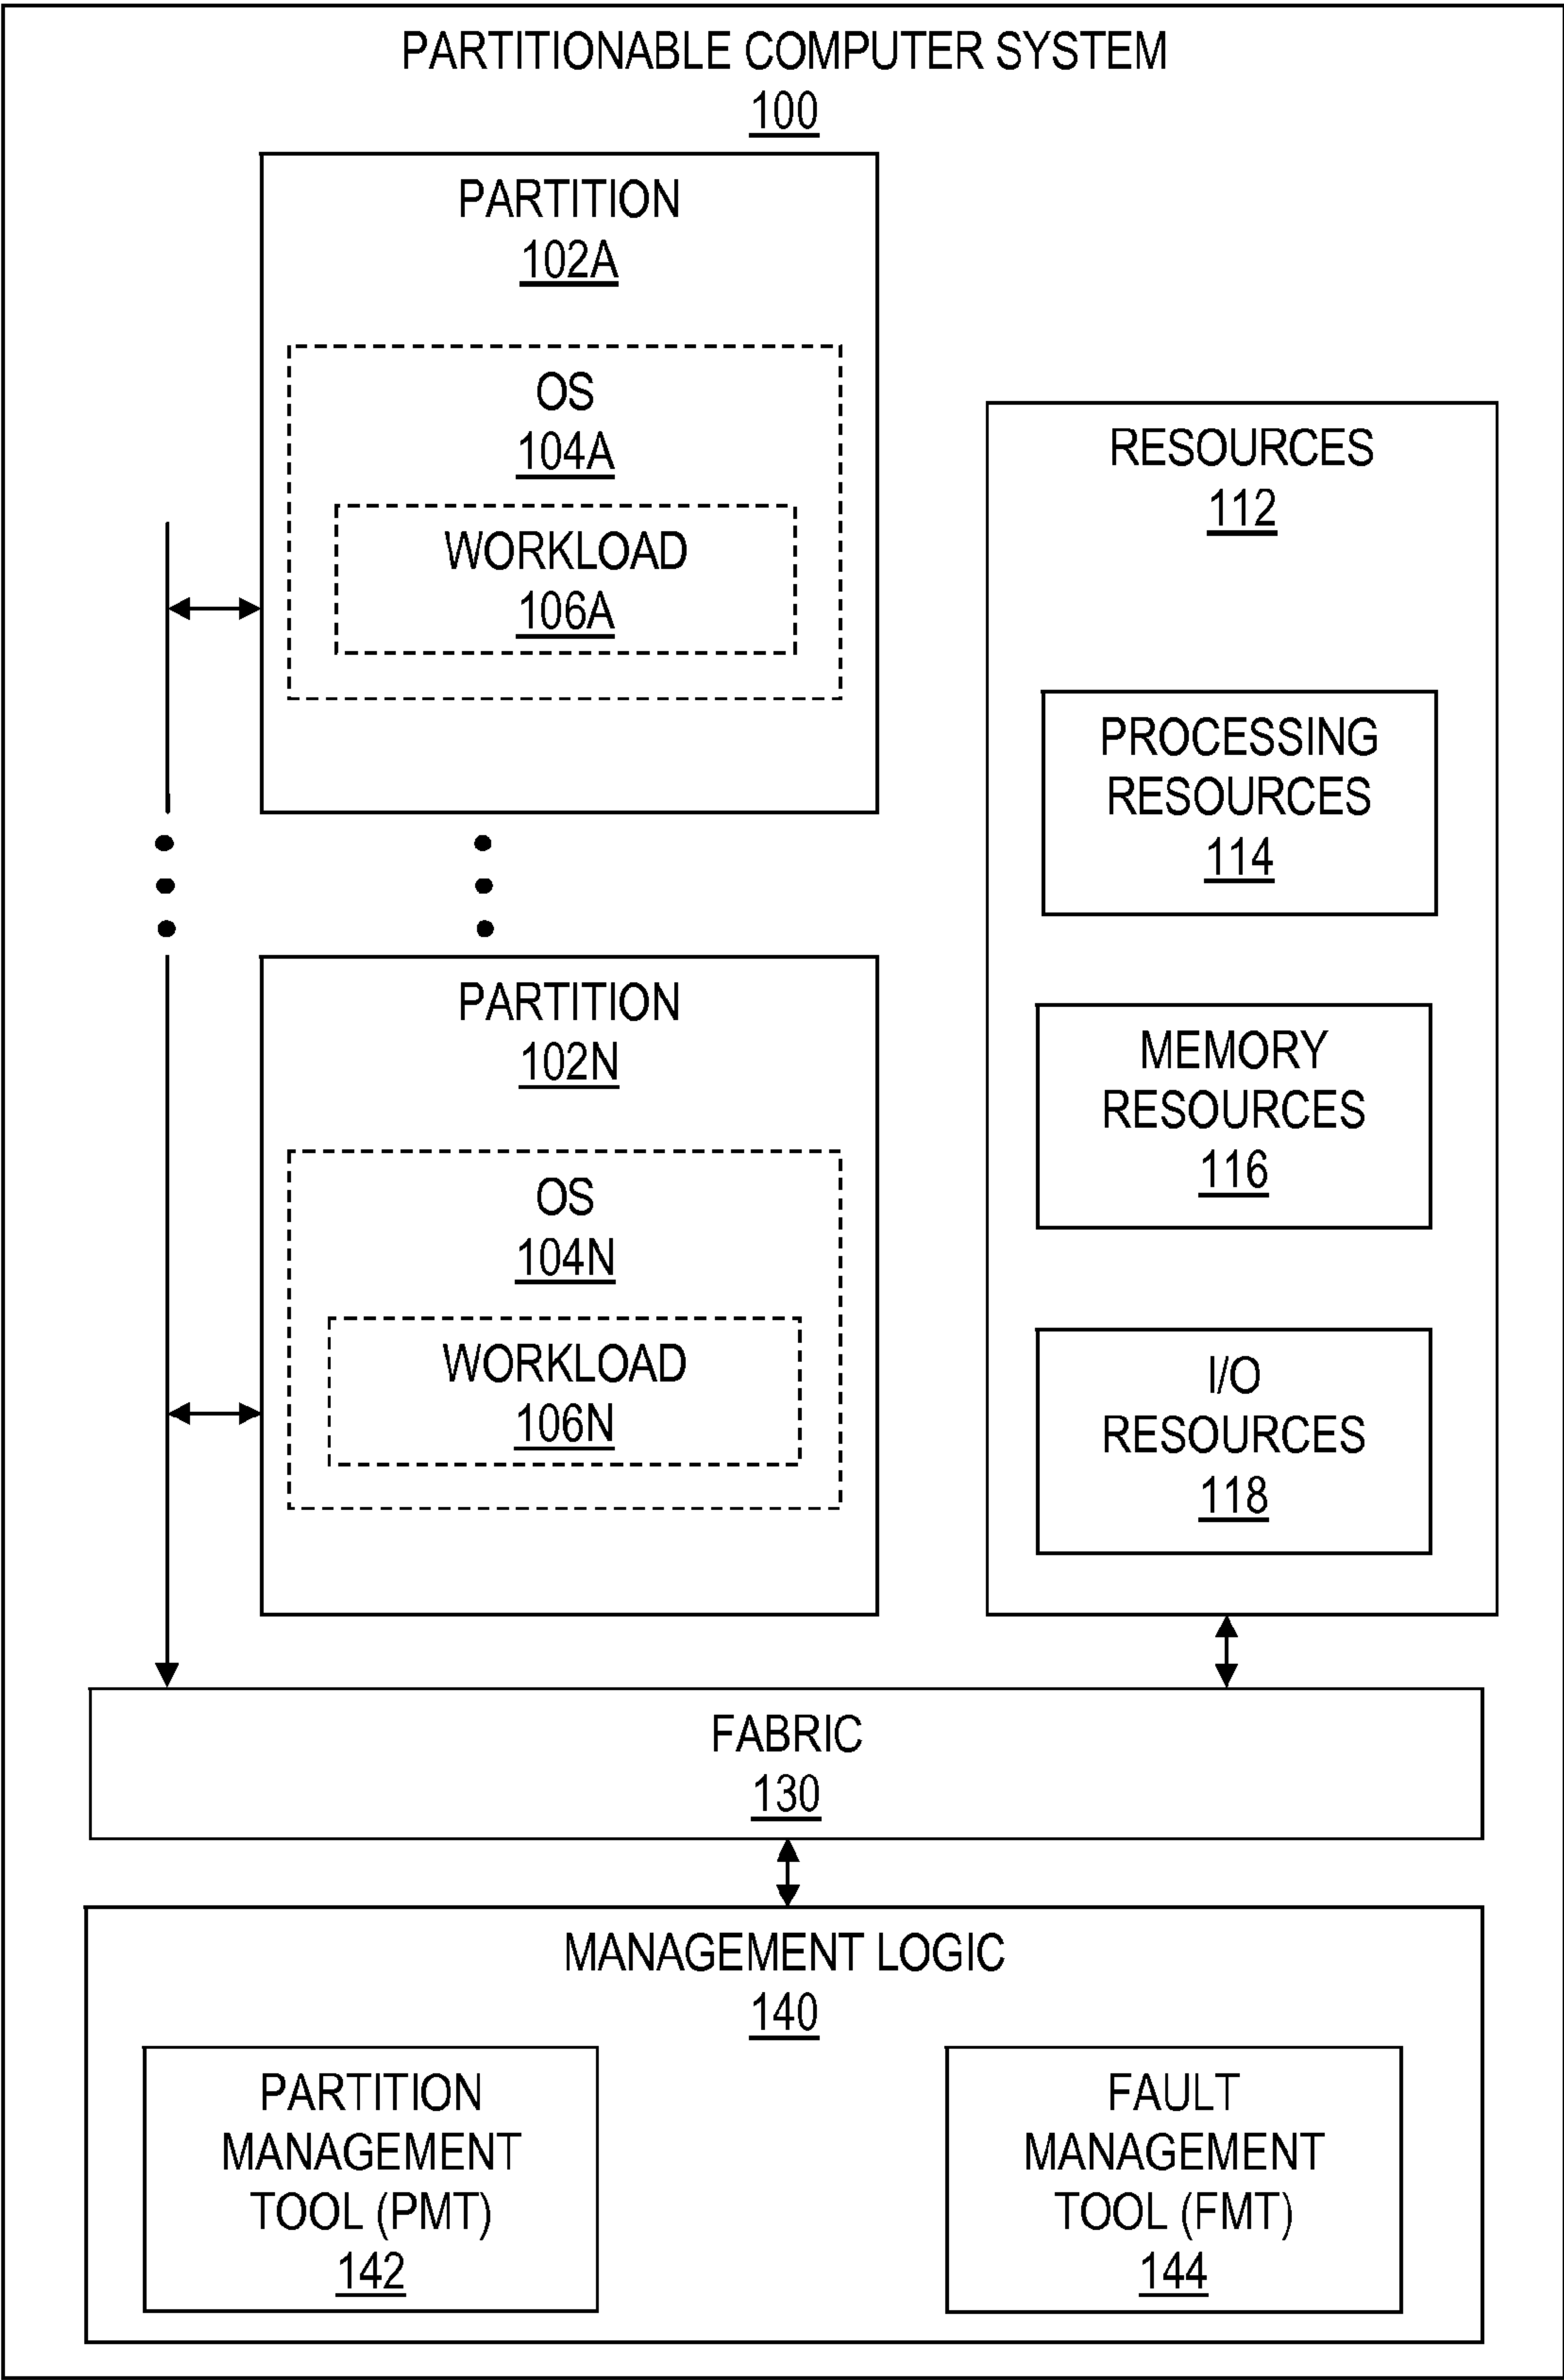 PARTITIONABLE COMPUTER SYSTEM
100
PARTITION
102A
OS
104A
WORKLOAD
106A
PARTITION
102N
OS
104N
WORKLOAD
106N
RESOURCES
112
PROCESSING
RESOURCES
114
MEMORY
RESOURCES
116
I/O
RESOURCES
118
FABRIC
130
MANAGEMENT LOGIC
140
PARTITION
MANAGEMENT
TOOL (PMT)
142
FAULT
MANAGEMENT
TOOL (FMT)
144